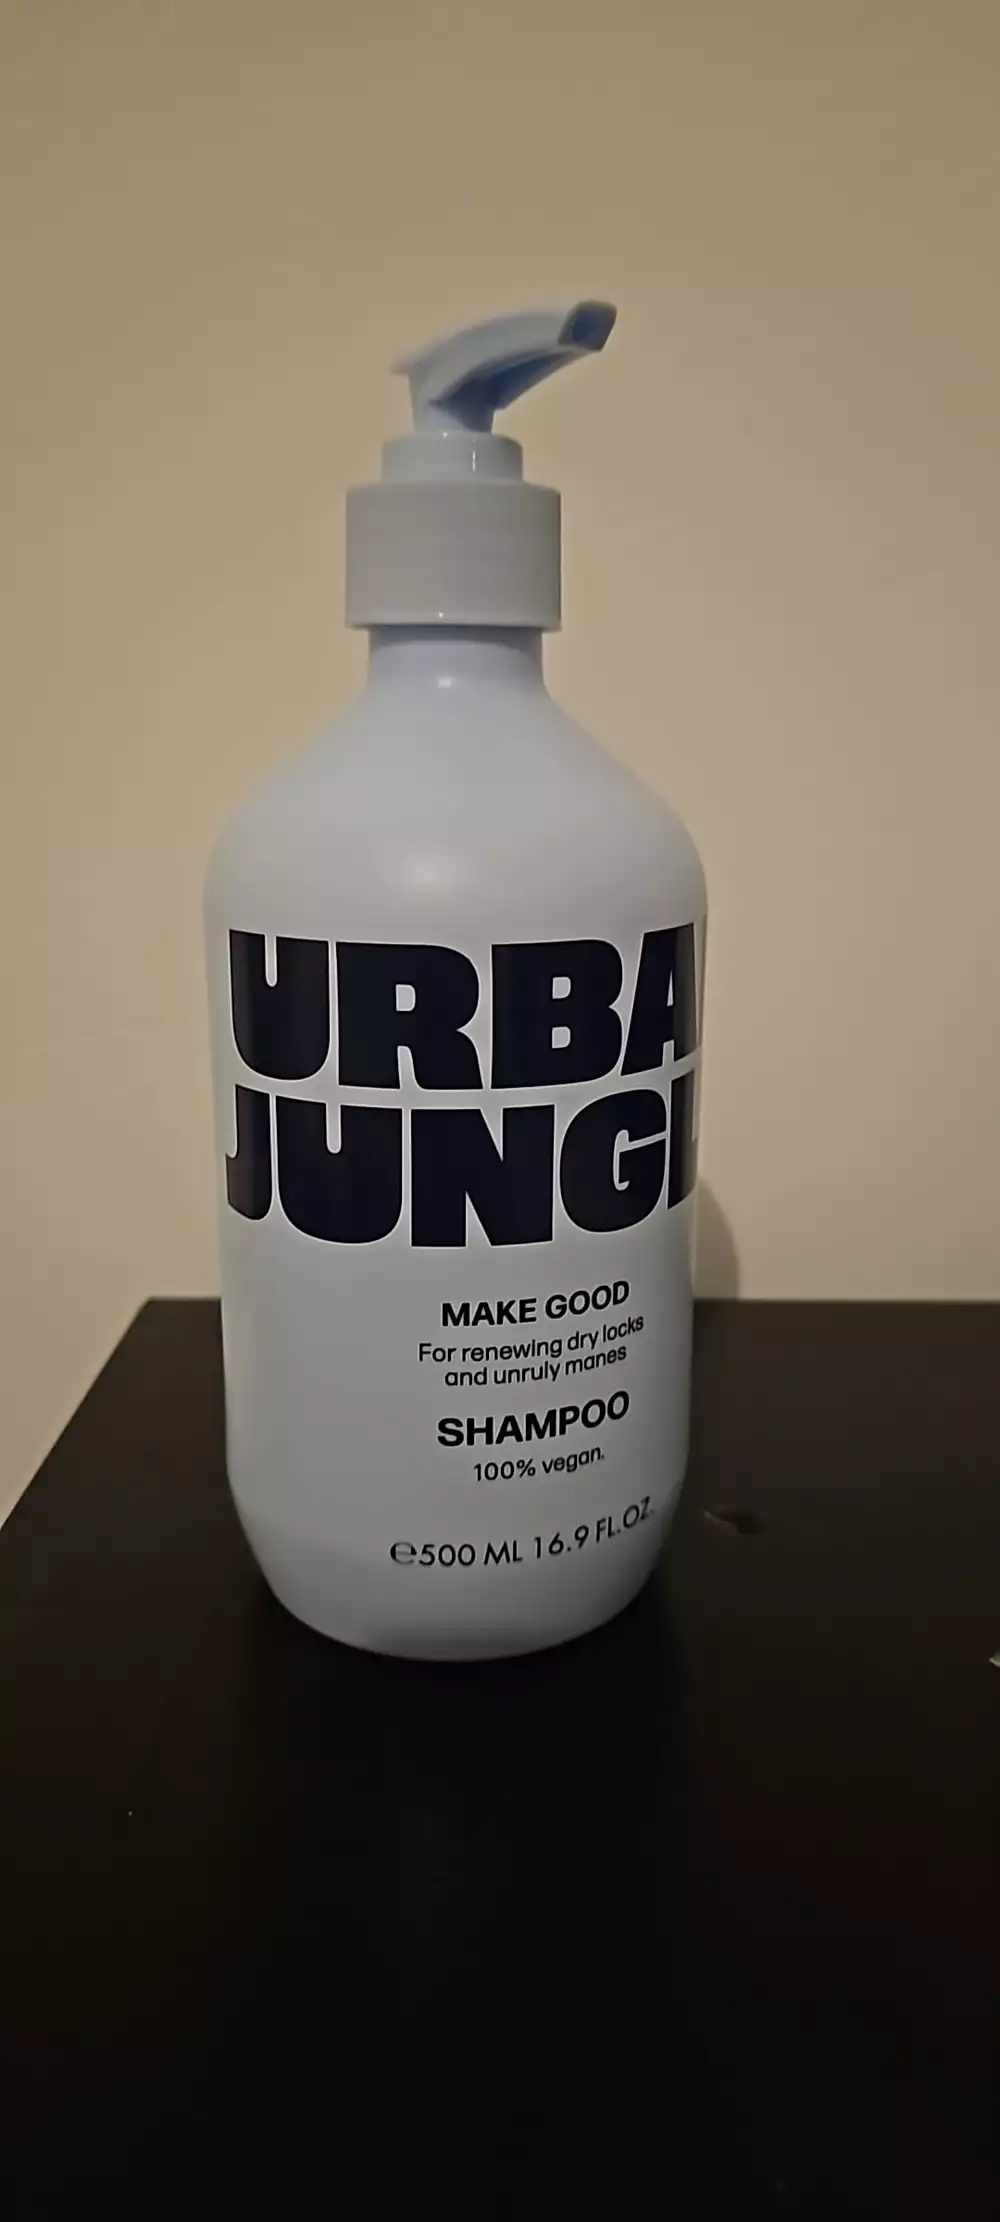 URBA
JUNGL
MAKE GOOD
For renewing dry locks
and unruly manes
SHAMPOO
100% vegan.
℮500 ML 16.9 FL.OZ.